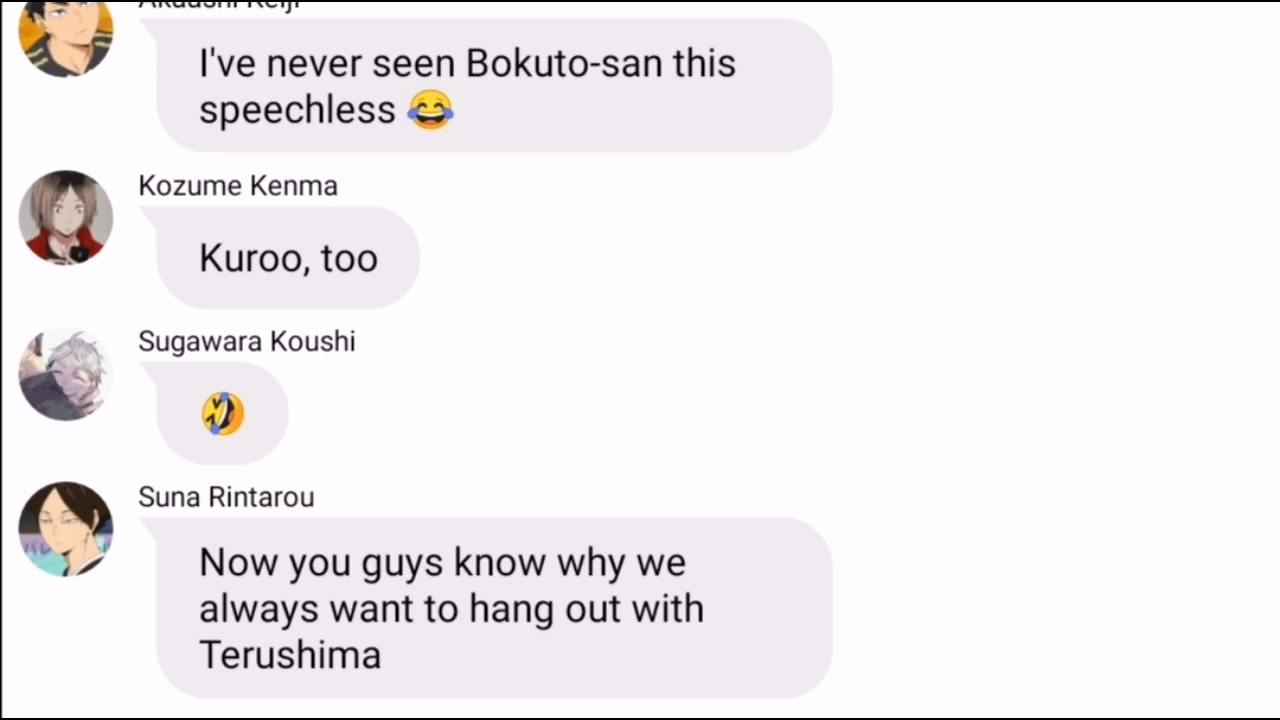 Akaashi Keiji
I've never seen Bokuto-san this
speechless 😂
Kozume Kenma
Kuroo, too
Sugawara Koushi
🤣
Suna Rintarou
Now you guys know why we
always want to hang out with
Terushima